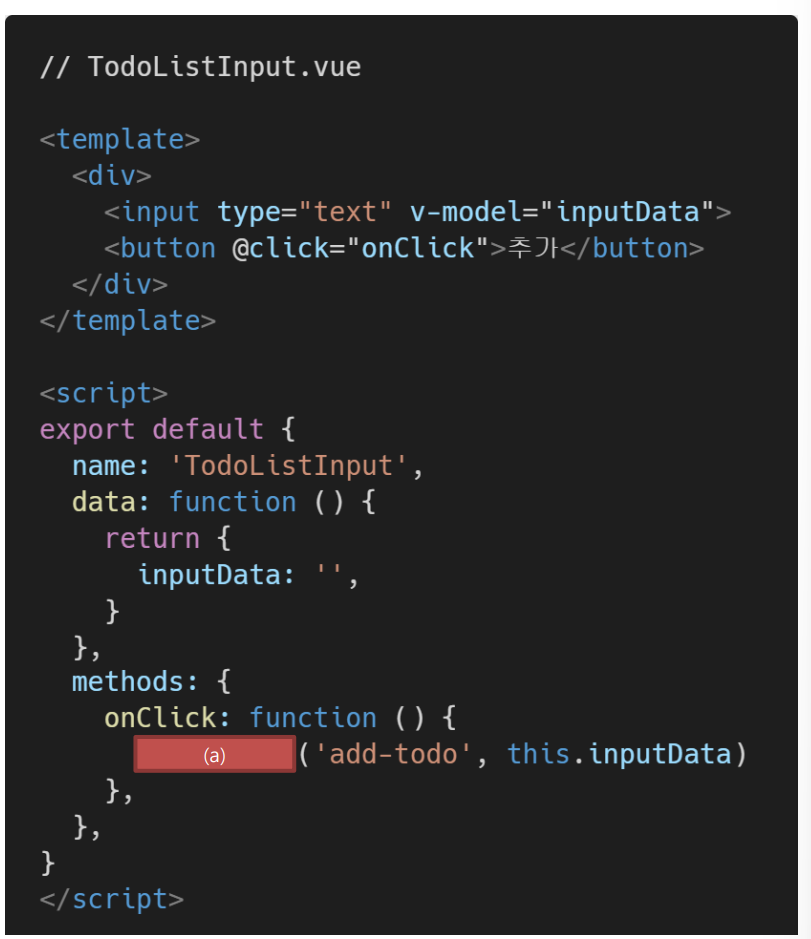 // TodoListInput.vue
<template>
<div>
<input type="text" v-model="inputData">
<button @click="onClick">추가</button>
</div>
</template>
<script>
export default {
name: 'TodoListInput',
data: function () {
return {
inputData: '',
}
},
methods: {
onClick: function () {
(a)('add-todo', this.inputData)
},
},
}
</script>